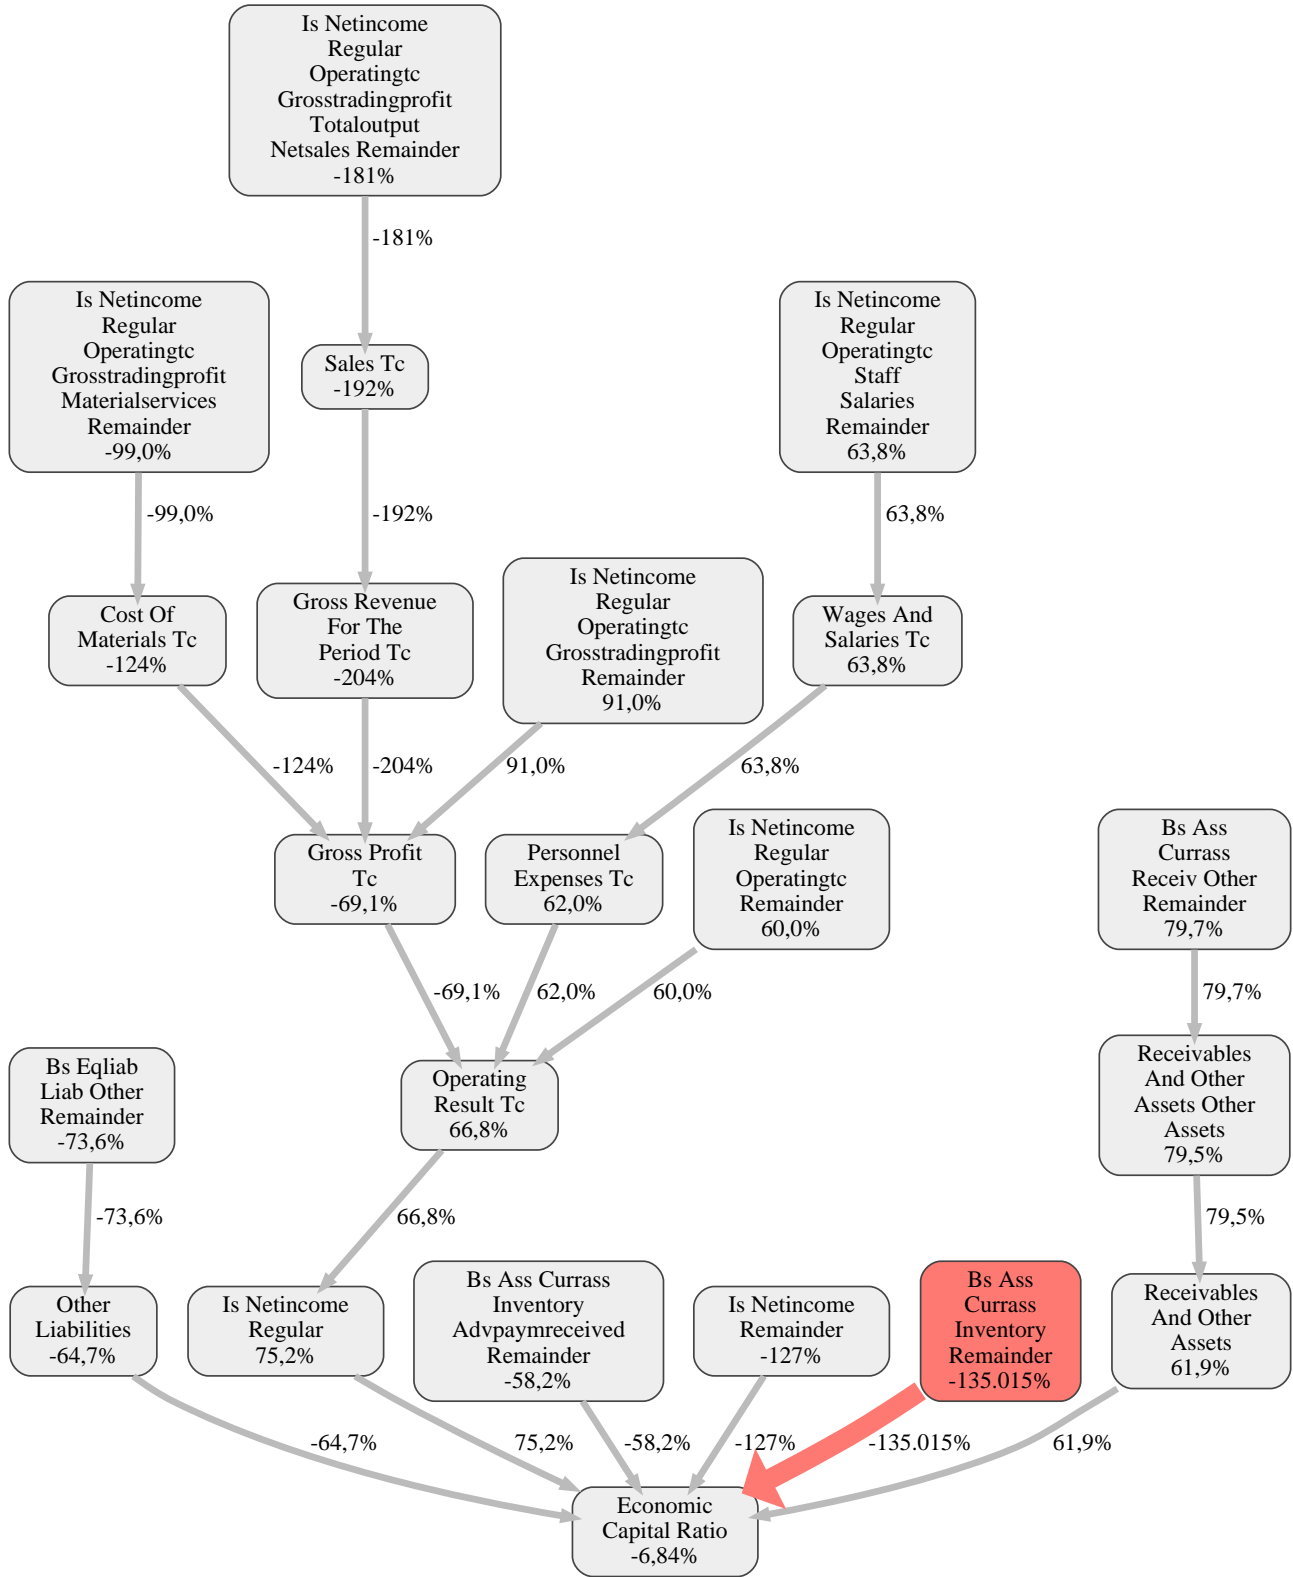 Is Netincome
Regular
Operatingtc
Grosstradingprofit
Totaloutput
Netsales Remainder
-181%
-181%
Is Netincome
Regular
Operatingtc
Grosstradingprofit
Materialservices
Remainder
-99,0%
Sales Tc
-192%
Is Netincome
Regular
Operatingtc
Staff
Salaries
Remainder
63,8%
-99,0%
-192%
63,8%
Cost Of
Materials Tc
-124%
Gross Revenue
For The
Period Tc
-204%
Is Netincome
Regular
Operatingtc
Grosstradingprofit
Remainder
91,0%
Wages And
Salaries Tc
63,8%
-124%
-204%
91,0%
63,8%
Gross Profit
Tc
-69,1%
Personnel
Expenses Tc
62,0%
Is Netincome
Regular
Operatingtc
Remainder
60,0%
Bs Ass
Currass
Receiv Other
Remainder
79,7%
-69,1%
62,0%
60,0%
79,7%
Bs Eqliab
Liab Other
Remainder
-73,6%
Operating
Result Tc
66,8%
Receivables
And Other
Assets Other
Assets
79,5%
-73,6%
66,8%
79,5%
Other
Liabilities
-64,7%
Is Netincome
Regular
75,2%
Bs Ass Currass
Inventory
Advpaymreceived
Remainder
-58,2%
Is Netincome
Remainder
-127%
Bs Ass
Currass
Inventory
Remainder
-135.015%
Receivables
And Other
Assets
61,9%
-64,7%
75,2%
-58,2%
-127%
-135.015%
61,9%
Economic
Capital Ratio
-6,84%